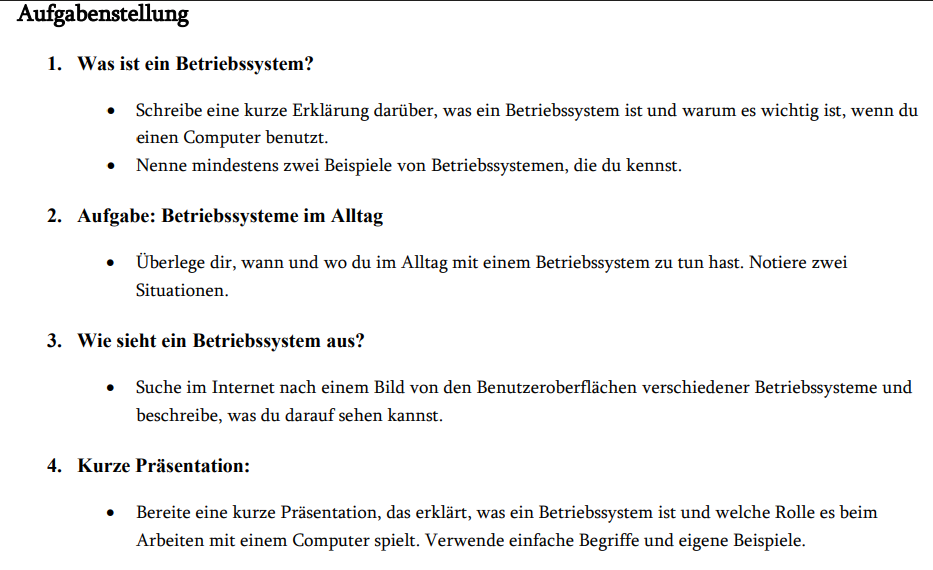 Aufgabenstellung
1. Was ist ein Betriebssystem?
• Schreibe eine kurze Erklärung darüber, was ein Betriebssystem ist und warum es wichtig ist, wenn du
einen Computer benutzt.
• Nenne mindestens zwei Beispiele von Betriebssystemen, die du kennst.
2. Aufgabe: Betriebssysteme im Alltag
• Überlege dir, wann und wo du im Alltag mit einem Betriebssystem zu tun hast. Notiere zwei
Situationen.
3. Wie sieht ein Betriebssystem aus?
• Suche im Internet nach einem Bild von den Benutzeroberflächen verschiedener Betriebssysteme und
beschreibe, was du darauf sehen kannst.
4. Kurze Präsentation:
• Bereite eine kurze Präsentation, das erklärt, was ein Betriebssystem ist und welche Rolle es beim
Arbeiten mit einem Computer spielt. Verwende einfache Begriffe und eigene Beispiele.